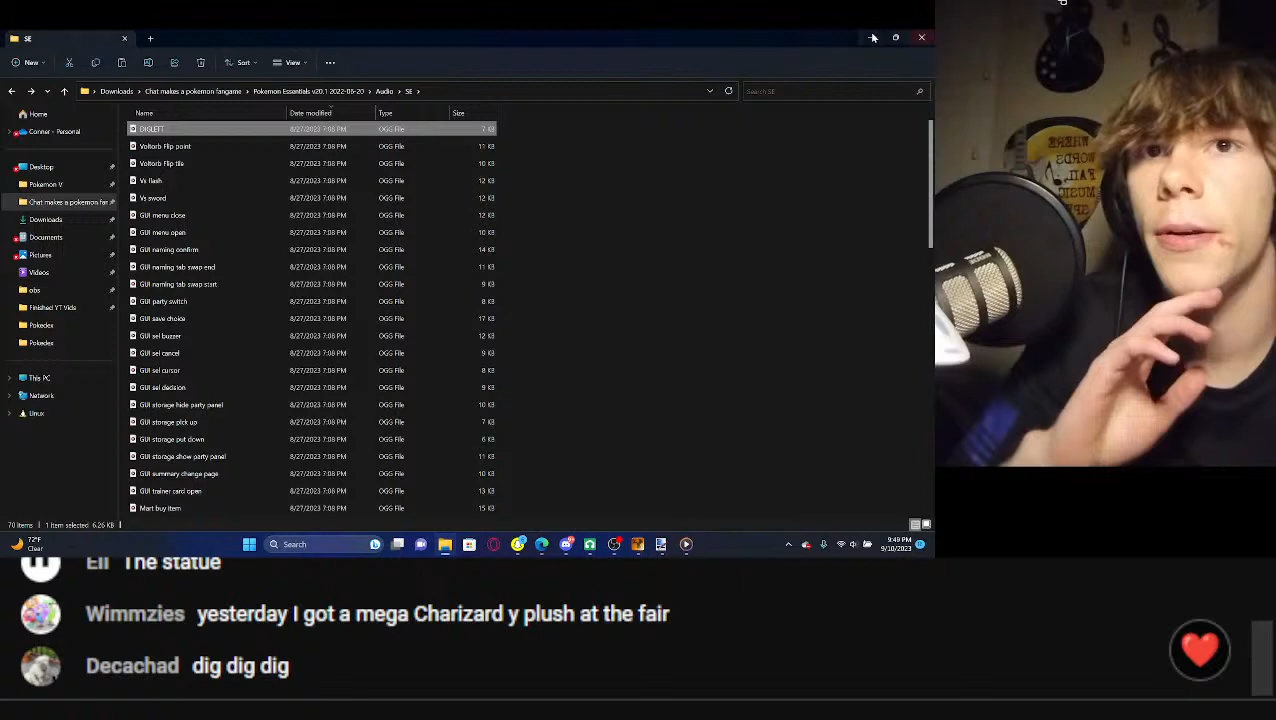 SE
New
Sort
View
Downloads > Chat makes a pokemon fangame > Pokemon Essentials v20.1 2022-06-20 > Audio > SE >
Search SE
Name Date modified Type Size
Home
Conner - Personal
Desktop
Pokemon V
Chat makes a pokemon far
Downloads
Documents
Pictures
Videos
obs
Finished YT Vids
Pokedex
Pokedex
This PC
Network
Linux
DIGLETT 8/27/2023 7:08 PM OGG File 7 KB
Voltorb Flip point 8/27/2023 7:08 PM OGG File 11 KB
Voltorb Flip tile 8/27/2023 7:08 PM OGG File 10 KB
Vs flash 8/27/2023 7:08 PM OGG File 12 KB
Vs sword 8/27/2023 7:08 PM OGG File 12 KB
GUI menu close 8/27/2023 7:08 PM OGG File 12 KB
GUI menu open 8/27/2023 7:08 PM OGG File 10 KB
GUI naming confirm 8/27/2023 7:08 PM OGG File 14 KB
GUI naming tab swap end 8/27/2023 7:08 PM OGG File 11 KB
GUI naming tab swap start 8/27/2023 7:08 PM OGG File 9 KB
GUI party switch 8/27/2023 7:08 PM OGG File 8 KB
GUI save choice 8/27/2023 7:08 PM OGG File 17 KB
GUI sel buzzer 8/27/2023 7:08 PM OGG File 12 KB
GUI sel cancel 8/27/2023 7:08 PM OGG File 9 KB
GUI sel cursor 8/27/2023 7:08 PM OGG File 8 KB
GUI sel decision 8/27/2023 7:08 PM OGG File 9 KB
GUI storage hide party panel 8/27/2023 7:08 PM OGG File 10 KB
GUI storage pick up 8/27/2023 7:08 PM OGG File 7 KB
GUI storage put down 8/27/2023 7:08 PM OGG File 6 KB
GUI storage show party panel 8/27/2023 7:08 PM OGG File 11 KB
GUI summary change page 8/27/2023 7:08 PM OGG File 10 KB
GUI trainer card open 8/27/2023 7:08 PM OGG File 13 KB
Mart buy item 8/27/2023 7:08 PM OGG File 15 KB
70 items 1 item selected 6.26 KB
72°F
Clear
Search
9:49 PM
9/10/2023
WHERE
WORDS
FAIL
MUSIC
Eli The statue
Wimmzies yesterday I got a mega Charizard y plush at the fair
Decachad dig dig dig